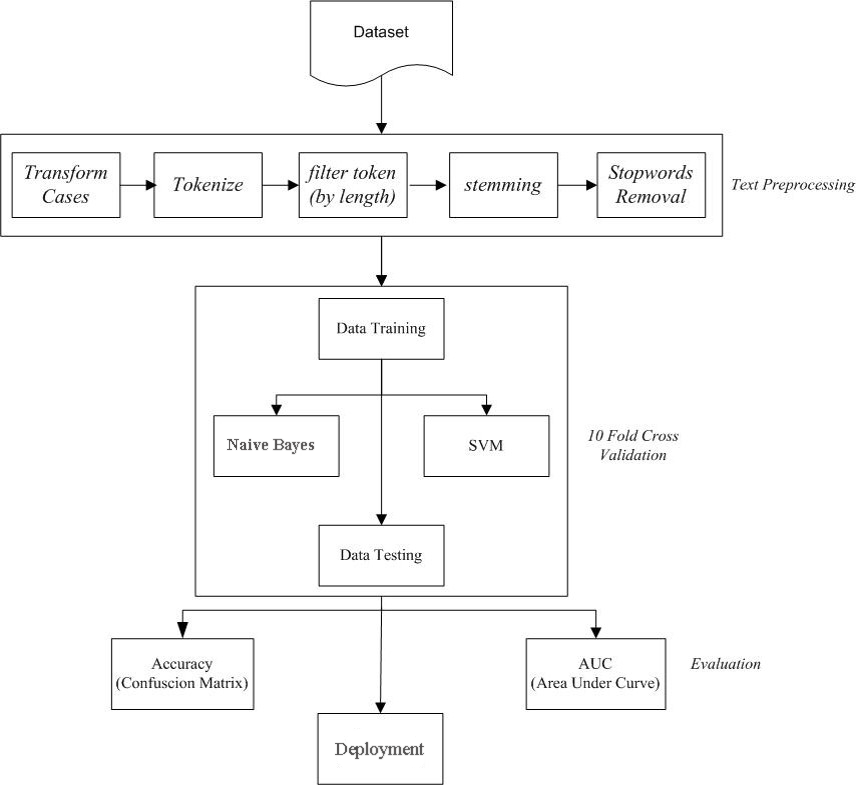 Dataset
Transform
Cases
Tokenize
filter token
(by length)
stemming
Stopwords
Removal
Text Preprocessing
Data Training
Naive Bayes
SVM
10 Fold Cross
Validation
Data Testing
Accuracy
(Confuscion Matrix)
AUC
(Area Under Curve)
Evaluation
Deployment